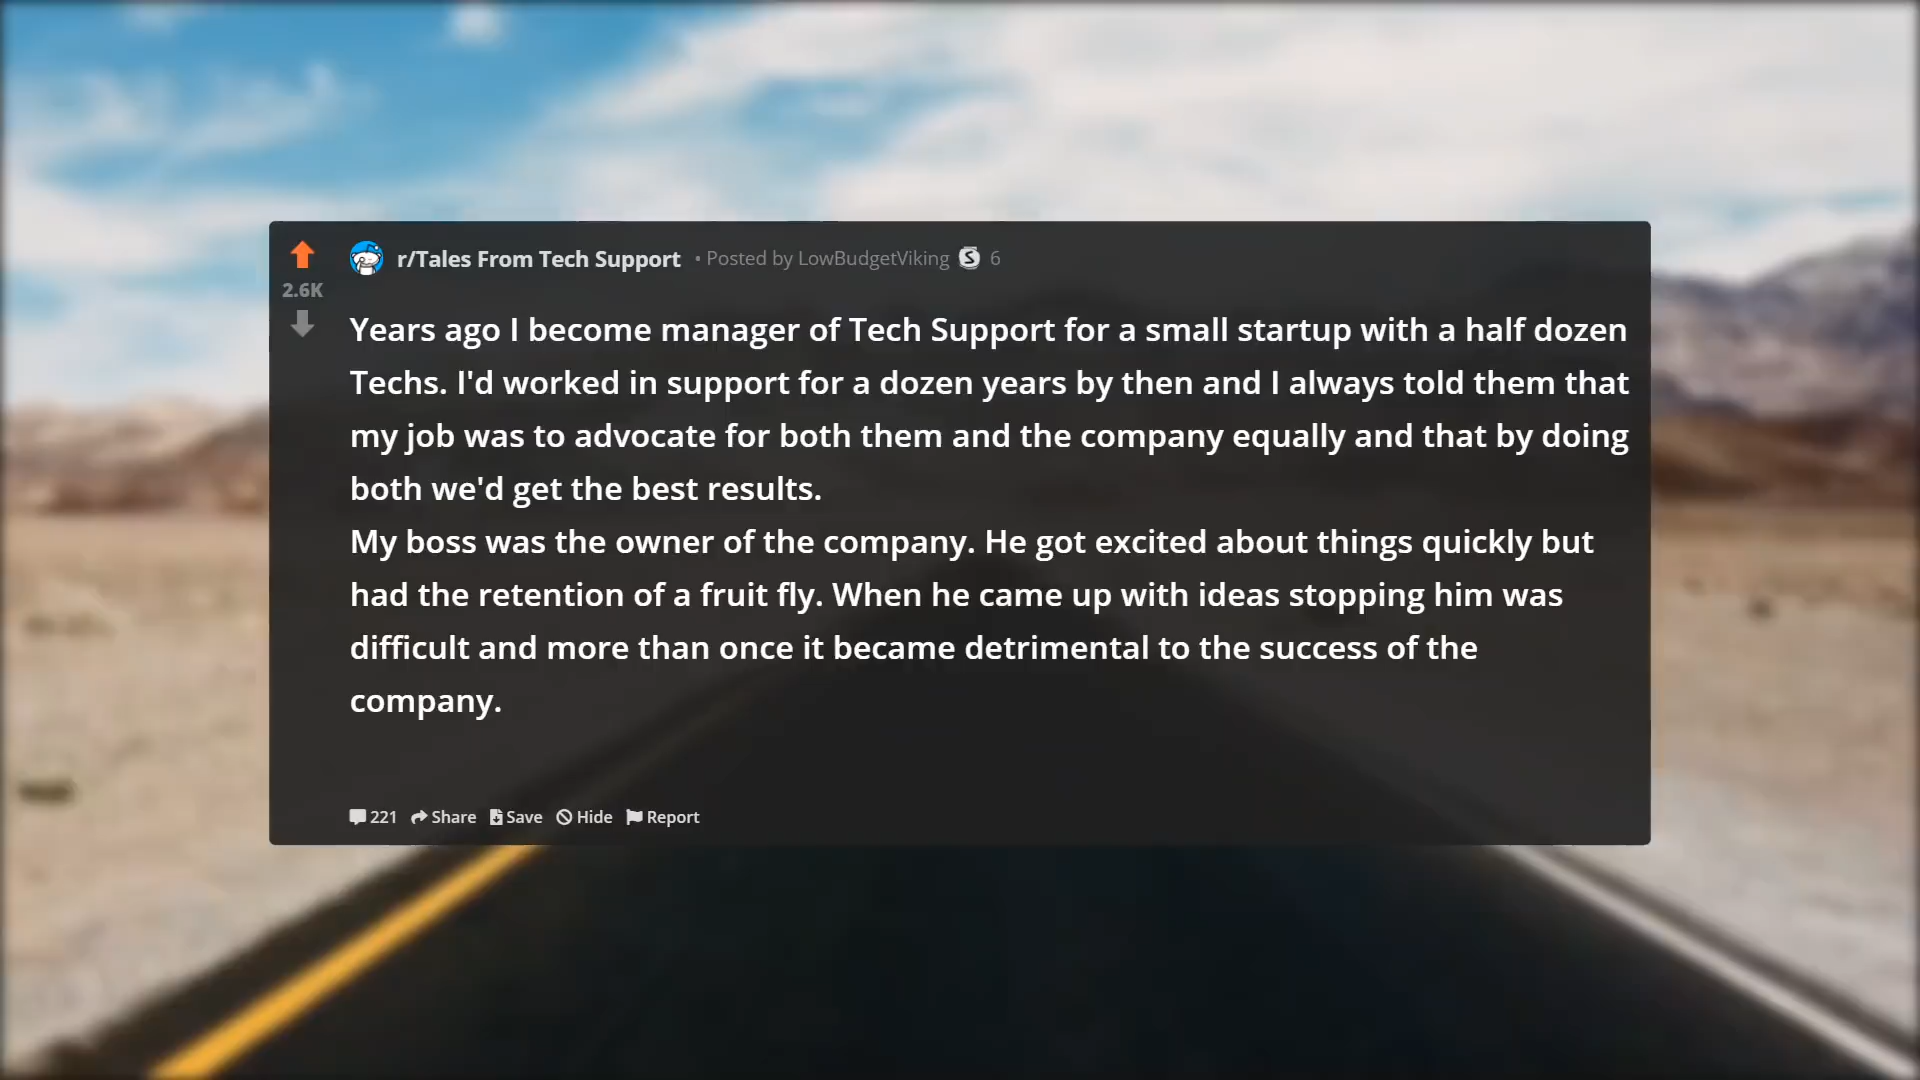 r/Tales From Tech Support • Posted by LowBudgetViking S 6
2.6K
Years ago I become manager of Tech Support for a small startup with a half dozen
Techs. I'd worked in support for a dozen years by then and I always told them that
my job was to advocate for both them and the company equally and that by doing
both we'd get the best results.
My boss was the owner of the company. He got excited about things quickly but
had the retention of a fruit fly. When he came up with ideas stopping him was
difficult and more than once it became detrimental to the success of the
company.
221 Share Save Hide Report